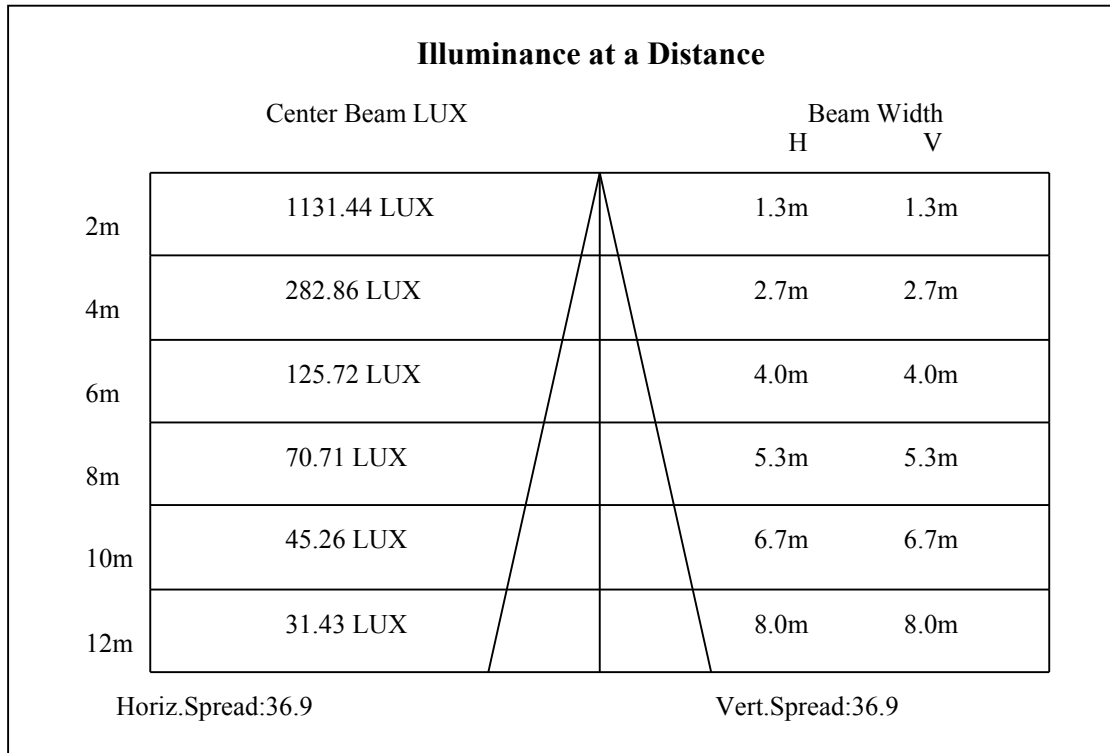 Illuminance at a Distance
Center Beam LUX Beam Width
H V
2m 1131.44 LUX 1.3m 1.3m
4m 282.86 LUX 2.7m 2.7m
6m 125.72 LUX 4.0m 4.0m
8m 70.71 LUX 5.3m 5.3m
10m 45.26 LUX 6.7m 6.7m
12m 31.43 LUX 8.0m 8.0m
Horiz.Spread:36.9 Vert.Spread:36.9